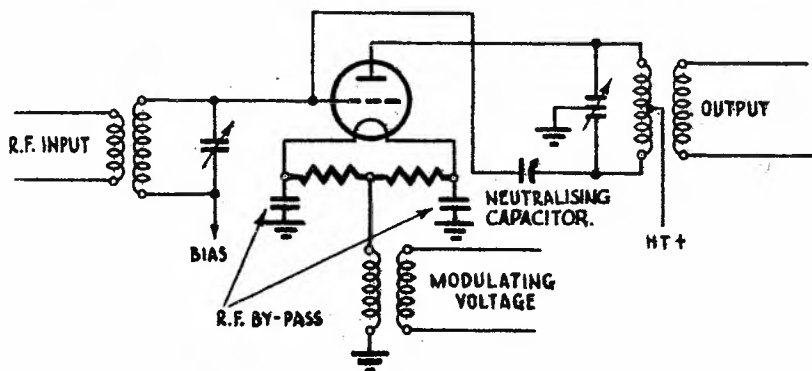 R.F. INPUT
BIAS
R.F. BY-PASS
MODULATING
VOLTAGE
NEUTRALISING
CAPACITOR.
OUTPUT
HT+